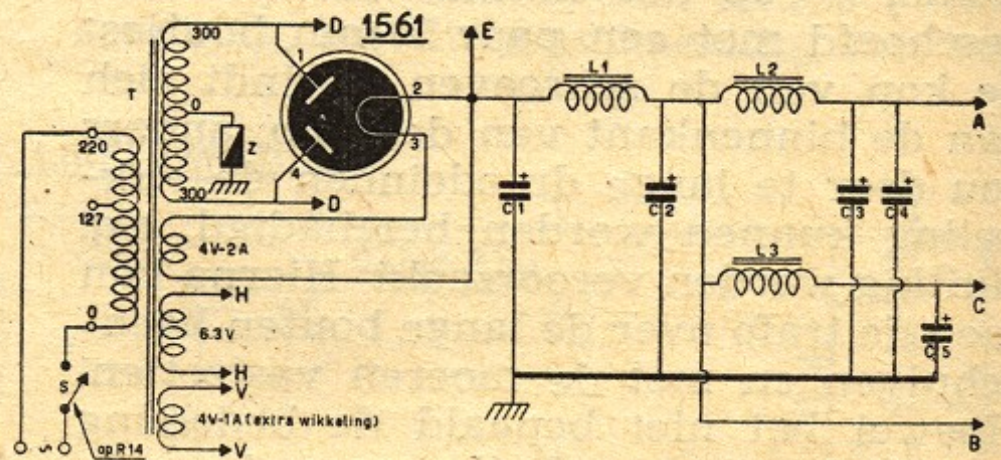 300
D
1561
E
1
T
0
2
L1
L2
A
Z
3
220
4
300
D
127
C1
C2
C3
C4
4V-2A
L3
H
C
0
6.3V
C5
H
V
S
4V-1A (extra wikkeling)
op R14
V
B